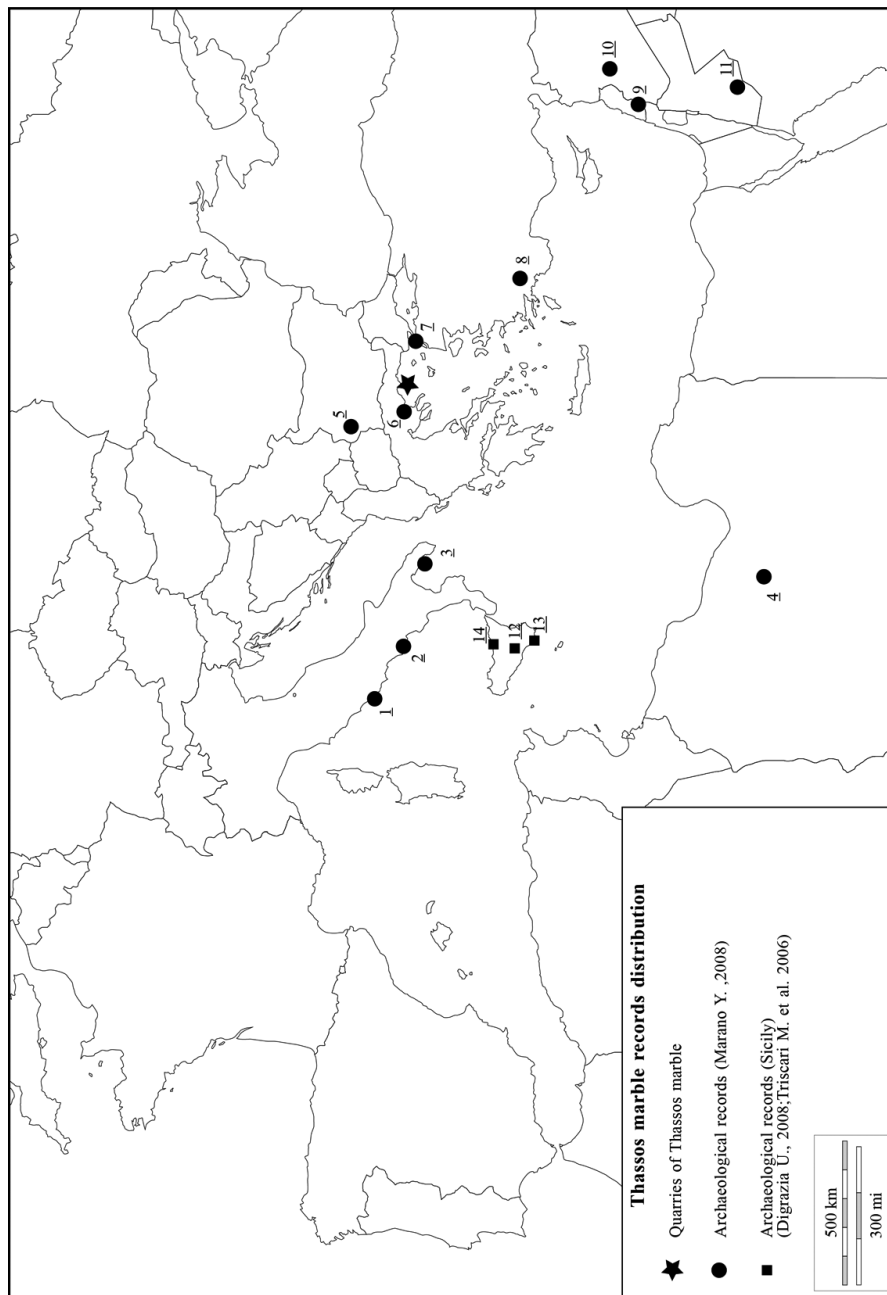 Thassos marble records distribution
Quarries of Thassos marble
Archaeological records (Marano Y. ,2008)
Archaeological records (Sicily)
(Digrazia U., 2008;Triscari M. et al. 2006)
500 km
300 mi
1
2
3
4
5
6
7
8
9
10
11
12
13
14